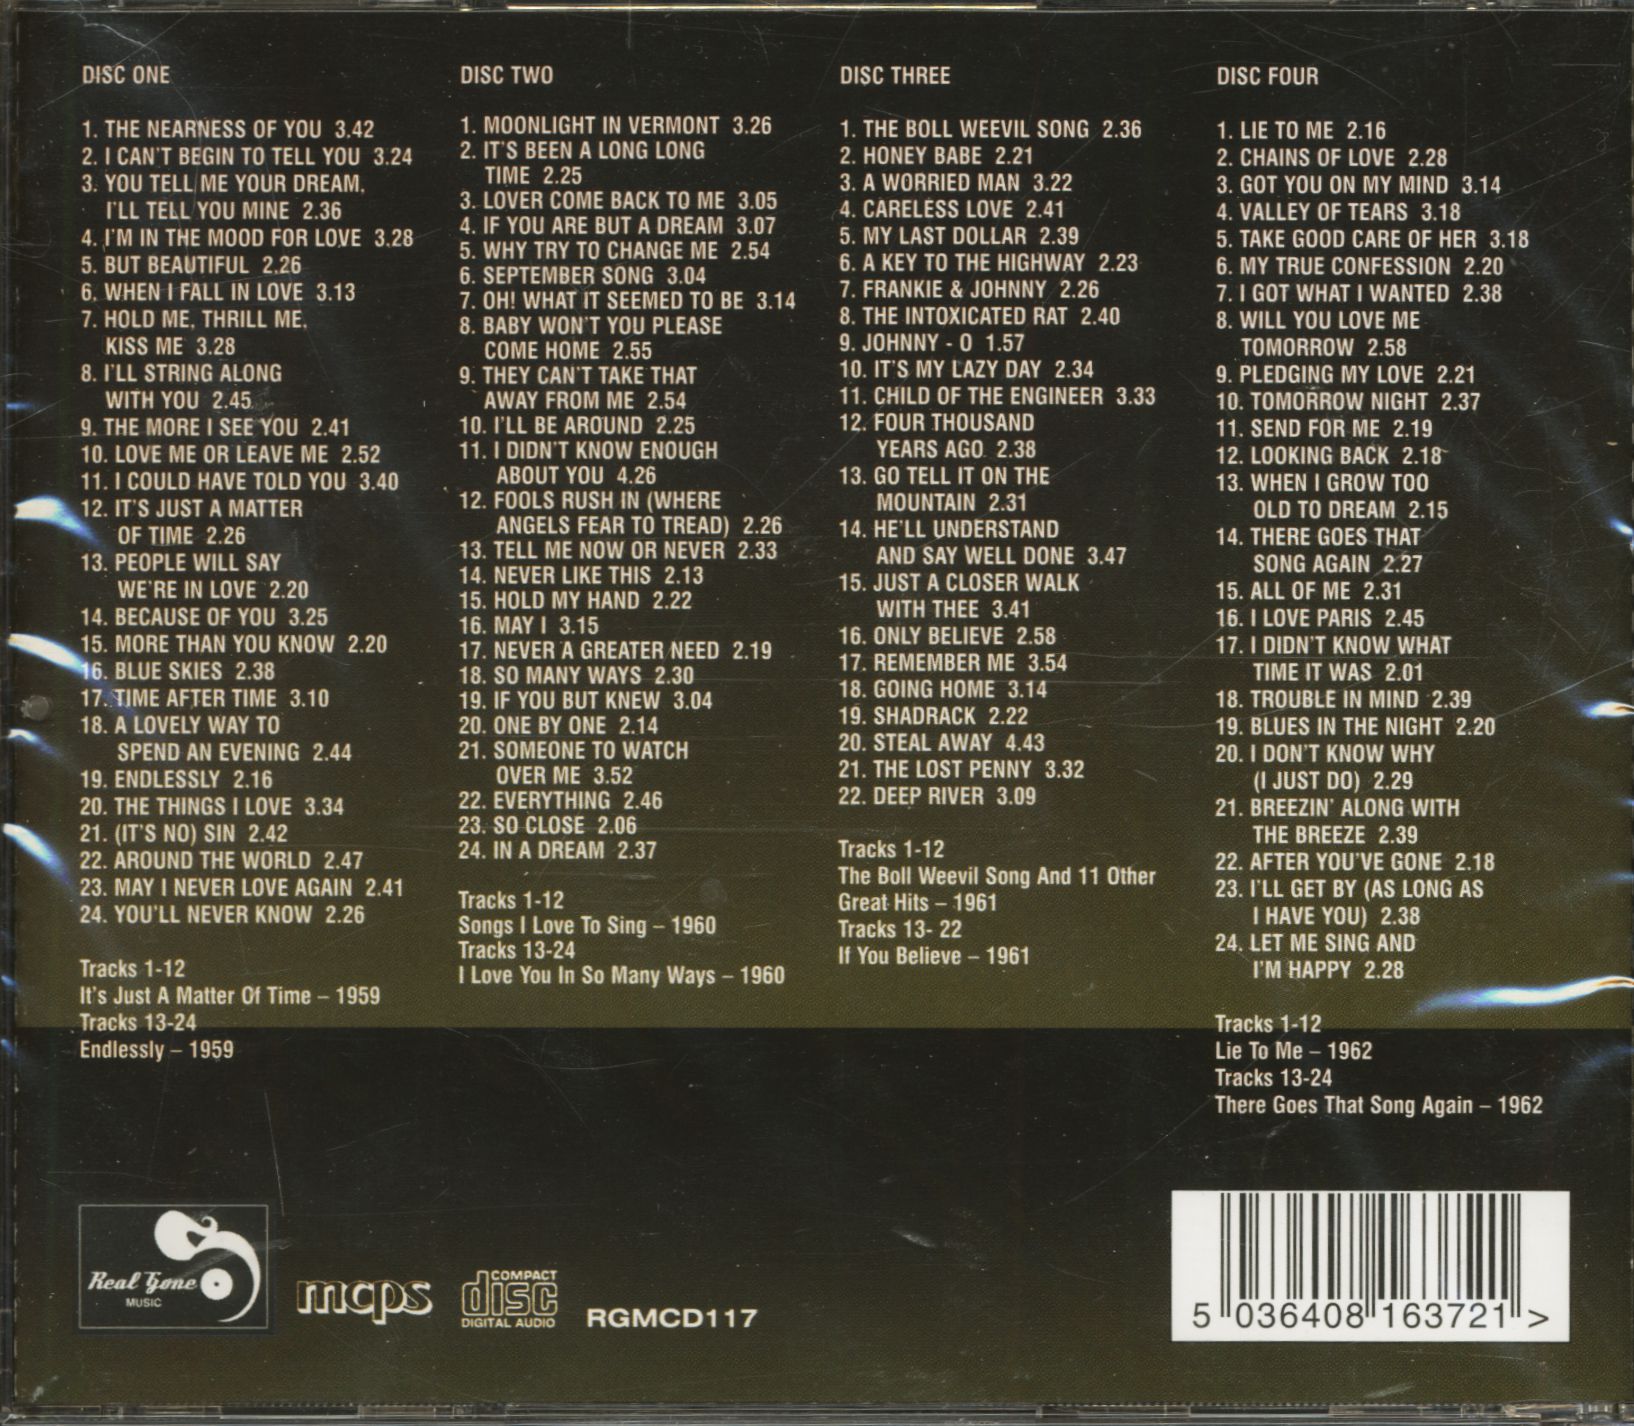 DISC ONE
1. THE NEARNESS OF YOU 3.42
2. I CAN'T BEGIN TO TELL YOU 3.24
3. YOU TELL ME YOUR DREAM,
I'LL TELL YOU MINE 2.36
4. I'M IN THE MOOD FOR LOVE 3.28
5. BUT BEAUTIFUL 2.26
6. WHEN I FALL IN LOVE 3.13
7. HOLD ME, THRILL ME,
KISS ME 3.28
8. I'LL STRING ALONG
WITH YOU 2.45
9. THE MORE I SEE YOU 2.41
10. LOVE ME OR LEAVE ME 2.52
11. I COULD HAVE TOLD YOU 3.40
12. IT'S JUST A MATTER
OF TIME 2.26
13. PEOPLE WILL SAY
WE'RE IN LOVE 2.20
14. BECAUSE OF YOU 3.25
15. MORE THAN YOU KNOW 2.20
16. BLUE SKIES 2.38
17. TIME AFTER TIME 3.10
18. A LOVELY WAY TO
SPEND AN EVENING 2.44
19. ENDLESSLY 2.16
20. THE THINGS I LOVE 3.34
21. (IT'S NO) SIN 2.42
22. AROUND THE WORLD 2.47
23. MAY I NEVER LOVE AGAIN 2.41
24. YOU'LL NEVER KNOW 2.26
Tracks 1-12
It's Just A Matter Of Time – 1959
Tracks 13-24
Endlessly – 1959
DISC TWO
1. MOONLIGHT IN VERMONT 3.26
2. IT'S BEEN A LONG LONG
TIME 2.25
3. LOVER COME BACK TO ME 3.05
4. IF YOU ARE BUT A DREAM 3.07
5. WHY TRY TO CHANGE ME 2.54
6. SEPTEMBER SONG 3.04
7. OH! WHAT IT SEEMED TO BE 3.14
8. BABY WON'T YOU PLEASE
COME HOME 2.55
9. THEY CAN'T TAKE THAT
AWAY FROM ME 2.54
10. I'LL BE AROUND 2.25
11. I DIDN'T KNOW ENOUGH
ABOUT YOU 4.26
12. FOOLS RUSH IN (WHERE
ANGELS FEAR TO TREAD) 2.26
13. TELL ME NOW OR NEVER 2.33
14. NEVER LIKE THIS 2.13
15. HOLD MY HAND 2.22
16. MAY I 3.15
17. NEVER A GREATER NEED 2.19
18. SO MANY WAYS 2.30
19. IF YOU BUT KNEW 3.04
20. ONE BY ONE 2.14
21. SOMEONE TO WATCH
OVER ME 3.52
22. EVERYTHING 2.46
23. SO CLOSE 2.06
24. IN A DREAM 2.37
Tracks 1-12
Songs I Love To Sing – 1960
Tracks 13-24
I Love You In So Many Ways – 1960
DISC THREE
1. THE BOLL WEEVIL SONG 2.36
2. HONEY BABE 2.21
3. A WORRIED MAN 3.22
4. CARELESS LOVE 2.41
5. MY LAST DOLLAR 2.39
6. A KEY TO THE HIGHWAY 2.23
7. FRANKIE & JOHNNY 2.26
8. THE INTOXICATED RAT 2.40
9. JOHNNY - O 1.57
10. IT'S MY LAZY DAY 2.34
11. CHILD OF THE ENGINEER 3.33
12. FOUR THOUSAND
YEARS AGO 2.38
13. GO TELL IT ON THE
MOUNTAIN 2.31
14. HE'LL UNDERSTAND
AND SAY WELL DONE 3.47
15. JUST A CLOSER WALK
WITH THEE 3.41
16. ONLY BELIEVE 2.58
17. REMEMBER ME 3.54
18. GOING HOME 3.14
19. SHADRACK 2.22
20. STEAL AWAY 4.43
21. THE LOST PENNY 3.32
22. DEEP RIVER 3.09
Tracks 1-12
The Boll Weevil Song And 11 Other
Great Hits – 1961
Tracks 13- 22
If You Believe – 1961
DISC FOUR
1. LIE TO ME 2.16
2. CHAINS OF LOVE 2.28
3. GOT YOU ON MY MIND 3.14
4. VALLEY OF TEARS 3.18
5. TAKE GOOD CARE OF HER 3.18
6. MY TRUE CONFESSION 2.20
7. I GOT WHAT I WANTED 2.38
8. WILL YOU LOVE ME
TOMORROW 2.58
9. PLEDGING MY LOVE 2.21
10. TOMORROW NIGHT 2.37
11. SEND FOR ME 2.19
12. LOOKING BACK 2.18
13. WHEN I GROW TOO
OLD TO DREAM 2.15
14. THERE GOES THAT
SONG AGAIN 2.27
15. ALL OF ME 2.31
16. I LOVE PARIS 2.45
17. I DIDN'T KNOW WHAT
TIME IT WAS 2.01
18. TROUBLE IN MIND 2.39
19. BLUES IN THE NIGHT 2.20
20. I DON'T KNOW WHY
(I JUST DO) 2.29
21. BREEZIN' ALONG WITH
THE BREEZE 2.39
22. AFTER YOU'VE GONE 2.18
23. I'LL GET BY (AS LONG AS
I HAVE YOU) 2.38
24. LET ME SING AND
I'M HAPPY 2.28
Tracks 1-12
Lie To Me – 1962
Tracks 13-24
There Goes That Song Again – 1962
Real Gone
MUSIC
mcps
COMPACT
disc
DIGITAL AUDIO
RGMCD117
5 036408 163721 >